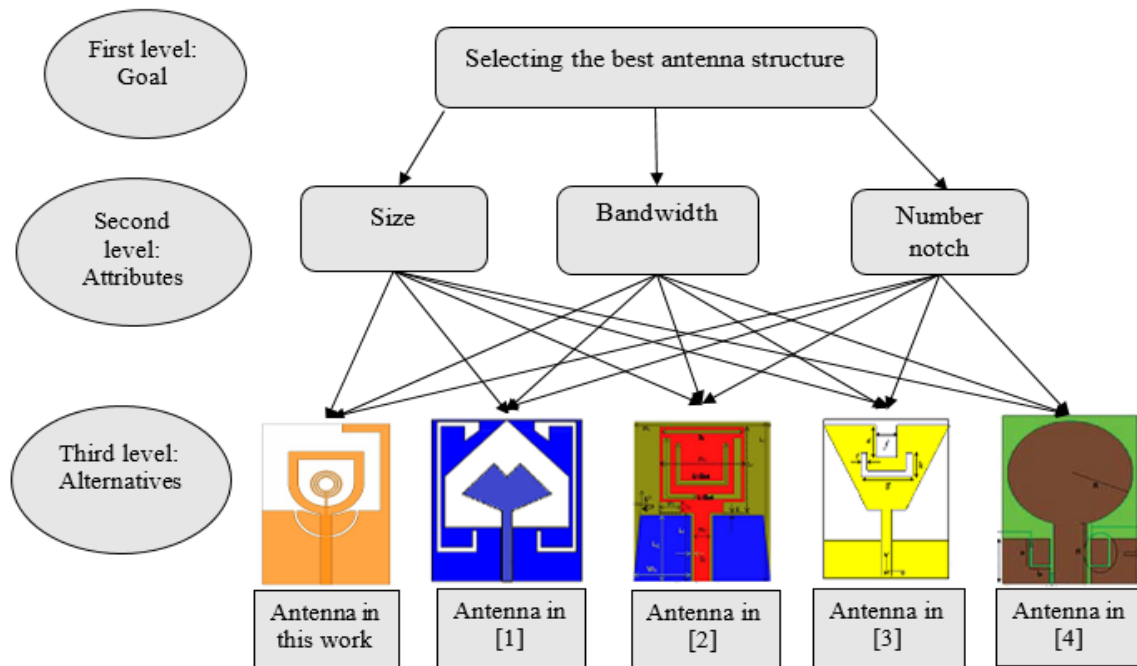 First level:
Goal
Selecting the best antenna structure
Second
level:
Attributes
Size
Bandwidth
Number
notch
Third level:
Alternatives
Antenna in
this work
Antenna in
[1]
Antenna in
[2]
Antenna in
[3]
Antenna in
[4]